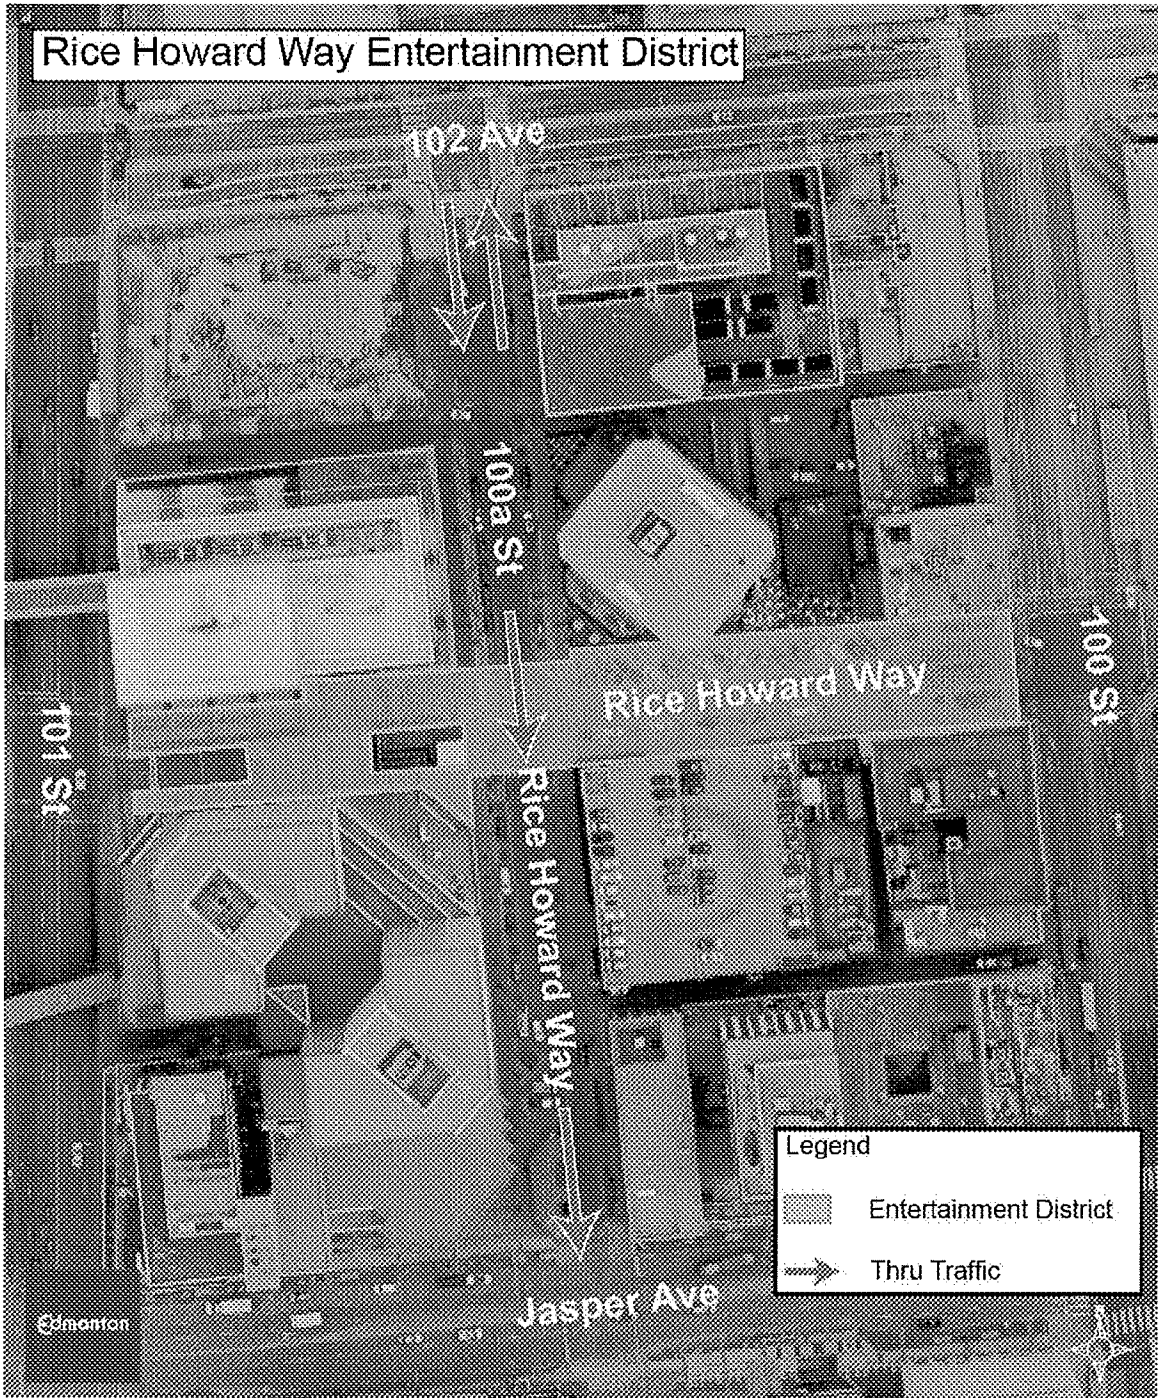 Rice Howard Way Entertainment District
102 Ave
100a St
Rice Howard Way
100 St
101 St
Rice Howard Way
Legend
Entertainment District
Thru Traffic
Jasper Ave
Edmonton